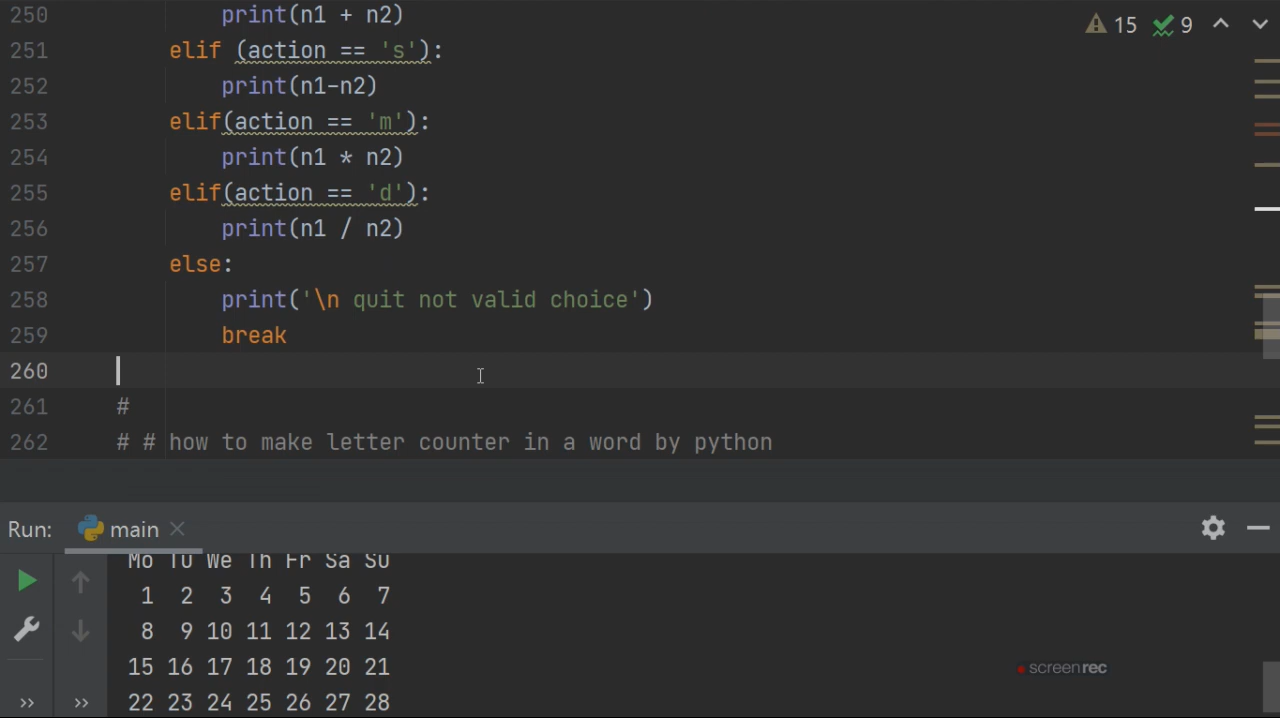 250 print(n1 + n2)
15 9
251 elif (action == 's'):
252 print(n1-n2)
253 elif(action == 'm'):
254 print(n1 * n2)
255 elif(action == 'd'):
256 print(n1 / n2)
257 else:
258 print('\n quit not valid choice')
259 break
260
261 #
262 # # how to make letter counter in a word by python
Run: main
Mo Tu We Th Fr Sa Su
1 2 3 4 5 6 7
8 9 10 11 12 13 14
15 16 17 18 19 20 21
screenrec
22 23 24 25 26 27 28